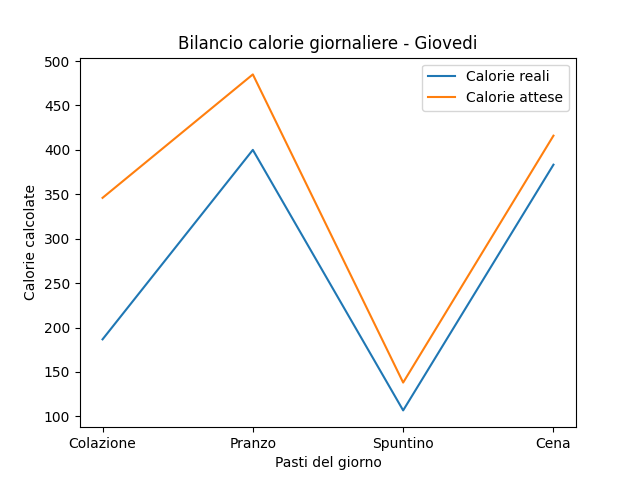 Bilancio calorie giornaliere - Giovedi
Calorie reali
Calorie attese
500
450
400
350
300
250
200
150
100
Calorie calcolate
Colazione Pranzo Spuntino Cena
Pasti del giorno